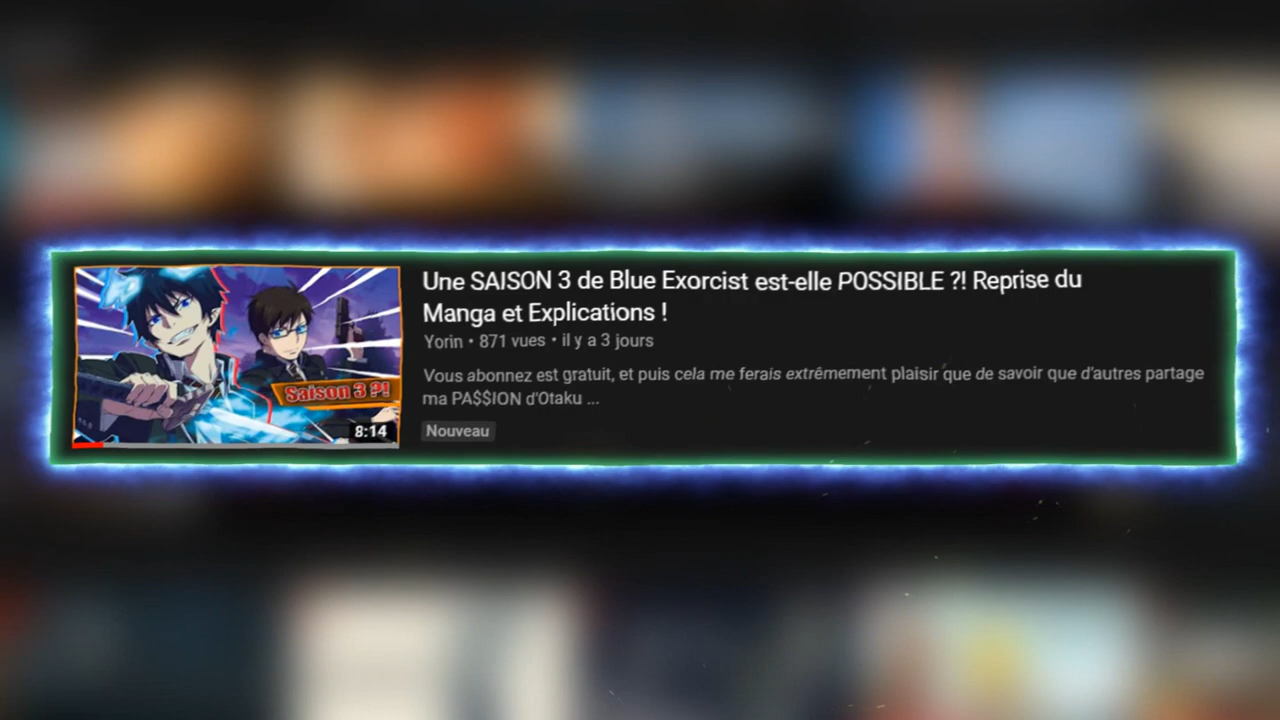 Une SAISON 3 de Blue Exorcist est-elle POSSIBLE ?! Reprise du
Manga et Explications !
Yorin • 871 vues • il y a 3 jours
Vous abonnez est gratuit, et puis cela me ferais extrêmement plaisir que de savoir que d'autres partage
ma PA$$ION d'Otaku ...
Saison 3 ?!
8:14
Nouveau